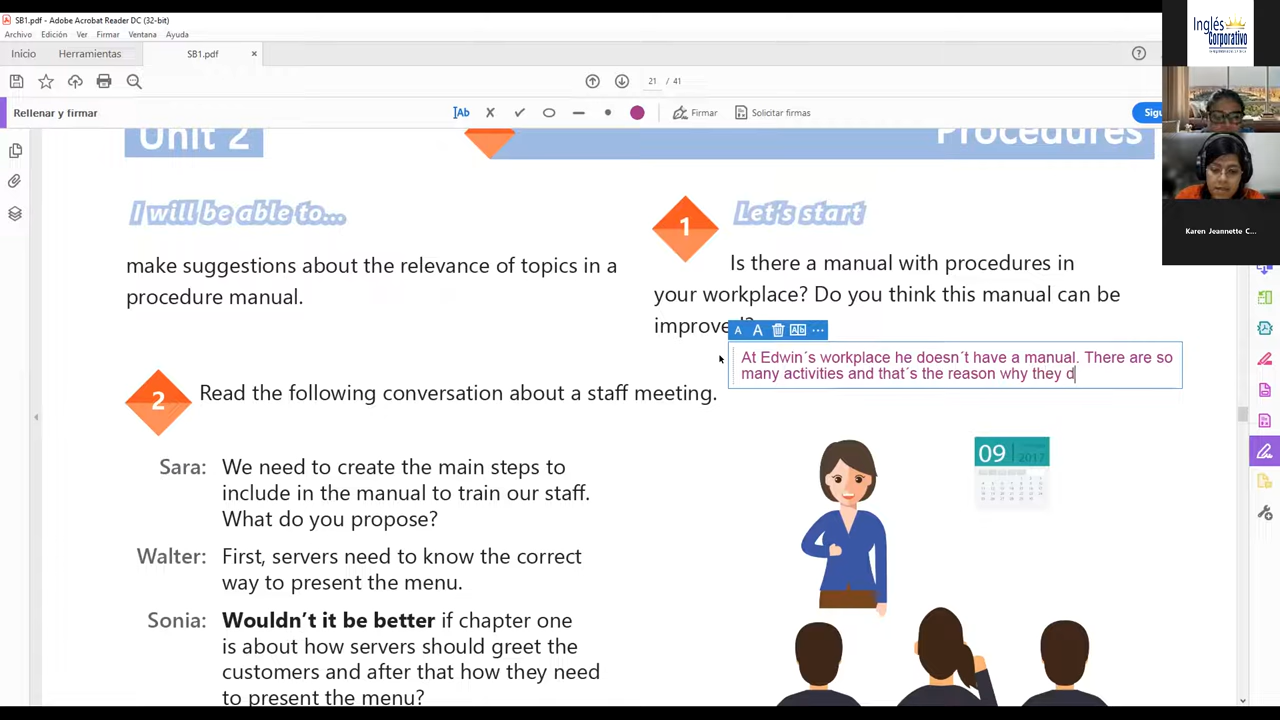 SB1.pdf - Adobe Acrobat Reader DC (32-bit)
Archivo Edición Ver Firmar Ventana Ayuda
Inicio Herramientas SB1.pdf ×
21 / 41
Rellenar y firmar
Ab
Firmar
Solicitar firmas
Sigu
Inglés
Corporativo
Karen Jeannette C...
Unit 2
Procedures
I will be able to...
make suggestions about the relevance of topics in a
procedure manual.
1
Let's start
Is there a manual with procedures in
your workplace? Do you think this manual can be
improved?
A A Ab ...
At Edwin´s workplace he doesn´t have a manual. There are so
many activities and that´s the reason why they d
2
Read the following conversation about a staff meeting.
Sara: We need to create the main steps to
include in the manual to train our staff.
What do you propose?
Walter: First, servers need to know the correct
way to present the menu.
Sonia: Wouldn't it be better if chapter one
is about how servers should greet the
customers and after that how they need
to present the menu?
09
2017